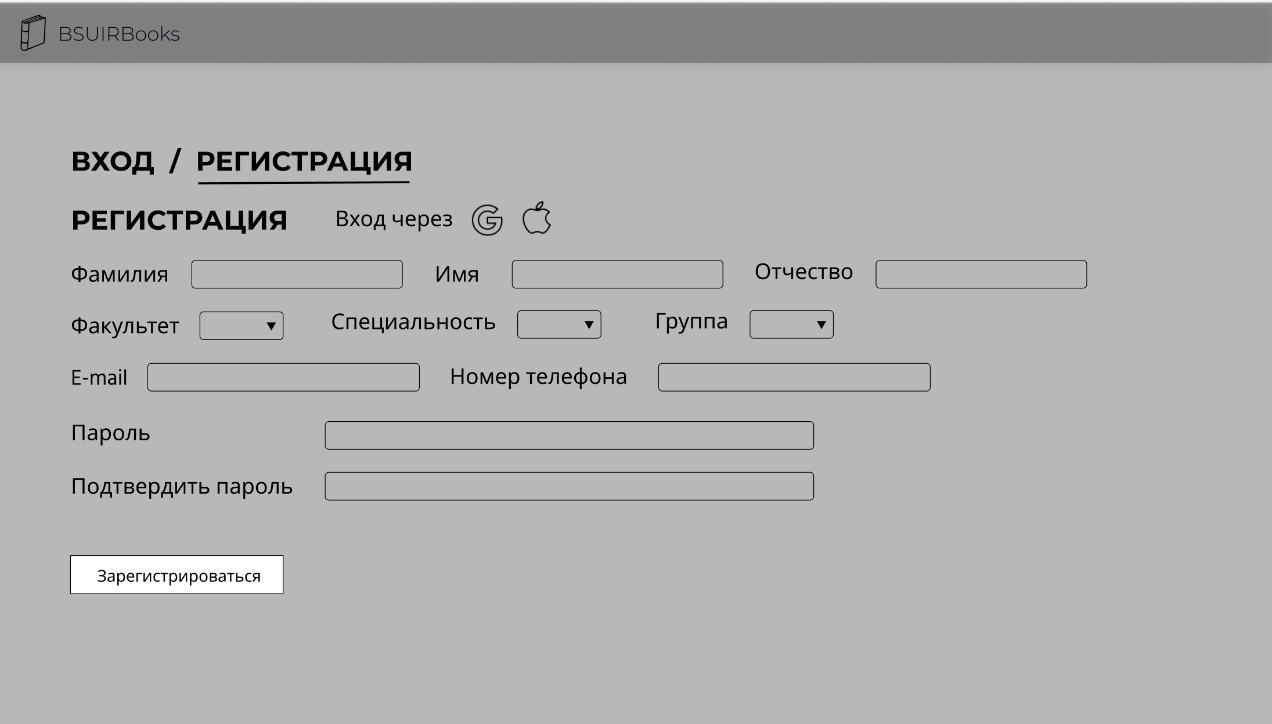 BSUIRBooks
ВХОД / РЕГИСТРАЦИЯ
РЕГИСТРАЦИЯ Вход через
Фамилия Имя Отчество
Факультет Специальность Группа
E-mail Номер телефона
Пароль
Подтвердить пароль
Зарегистрироваться